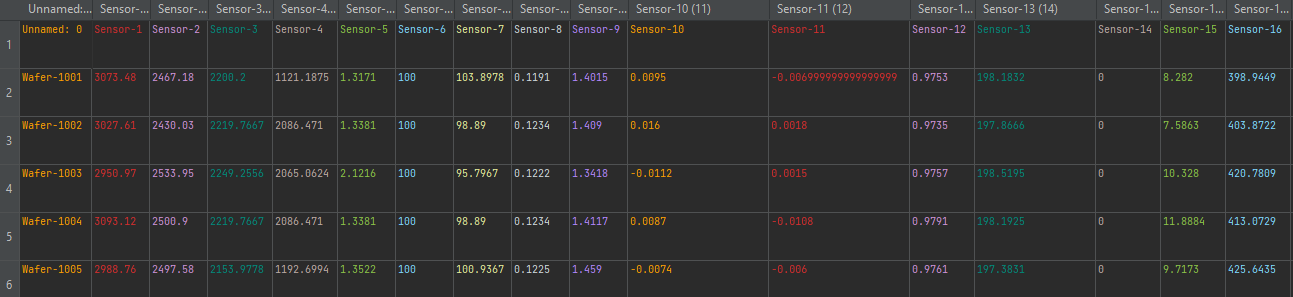 Unnamed:... Sensor-... Sensor-... Sensor-3... Sensor-4... Sensor-... Sensor-... Sensor-... Sensor-... Sensor-... Sensor-10 (11) Sensor-11 (12) Sensor-1... Sensor-13 (14) Sensor-1... Sensor-1... Sensor-1...
1 Unnamed: 0 Sensor-1 Sensor-2 Sensor-3 Sensor-4 Sensor-5 Sensor-6 Sensor-7 Sensor-8 Sensor-9 Sensor-10 Sensor-11 Sensor-12 Sensor-13 Sensor-14 Sensor-15 Sensor-16
2 Wafer-1001 3073.48 2467.18 2200.2 1121.1875 1.3171 100 103.8978 0.1191 1.4015 0.0095 -0.006999999999999999 0.9753 198.1832 0 8.282 398.9449
3 Wafer-1002 3027.61 2430.03 2219.7667 2086.471 1.3381 100 98.89 0.1234 1.409 0.016 0.0018 0.9735 197.8666 0 7.5863 403.8722
4 Wafer-1003 2950.97 2533.95 2249.2556 2065.0624 2.1216 100 95.7967 0.1222 1.3418 -0.0112 0.0015 0.9757 198.5195 0 10.328 420.7809
5 Wafer-1004 3093.12 2500.9 2219.7667 2086.471 1.3381 100 98.89 0.1234 1.4117 0.0087 -0.0108 0.9791 198.1925 0 11.8884 413.0729
6 Wafer-1005 2988.76 2497.58 2153.9778 1192.6994 1.3522 100 100.9367 0.1225 1.459 -0.0074 -0.006 0.9761 197.3831 0 9.7173 425.6435